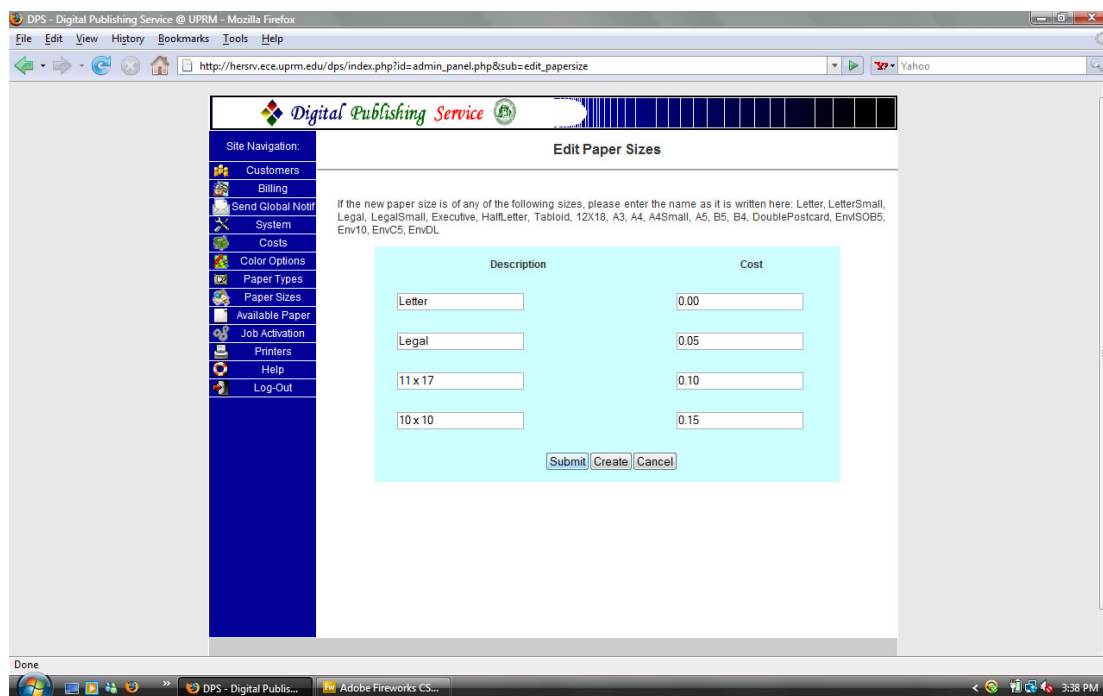 DPS - Digital Publishing Service @ UPRM - Mozilla Firefox
File Edit View History Bookmarks Tools Help
http://hersrv.ece.uprm.edu/dps/index.php?id=admin_panel.php&sub=edit_papersize
Yahoo
Digital Publishing Service
Site Navigation:
Customers
Billing
Send Global Notif
System
Costs
Color Options
Paper Types
Paper Sizes
Available Paper
Job Activation
Printers
Help
Log-Out
Edit Paper Sizes
If the new paper size is of any of the following sizes, please enter the name as it is written here: Letter, LetterSmall,
Legal, LegalSmall, Executive, HalfLetter, Tabloid, 12X18, A3, A4, A4Small, A5, B5, B4, DoublePostcard, EnvISOB5,
Env10, EnvC5, EnvDL
Description Cost
Letter 0.00
Legal 0.05
11 x 17 0.10
10 x 10 0.15
Submit Create Cancel
Done
DPS - Digital Publis... Adobe Fireworks CS... 3:38 PM